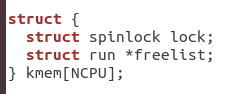 struct {
  struct spinlock lock;
  struct run *freelist;
} kmem[NCPU];